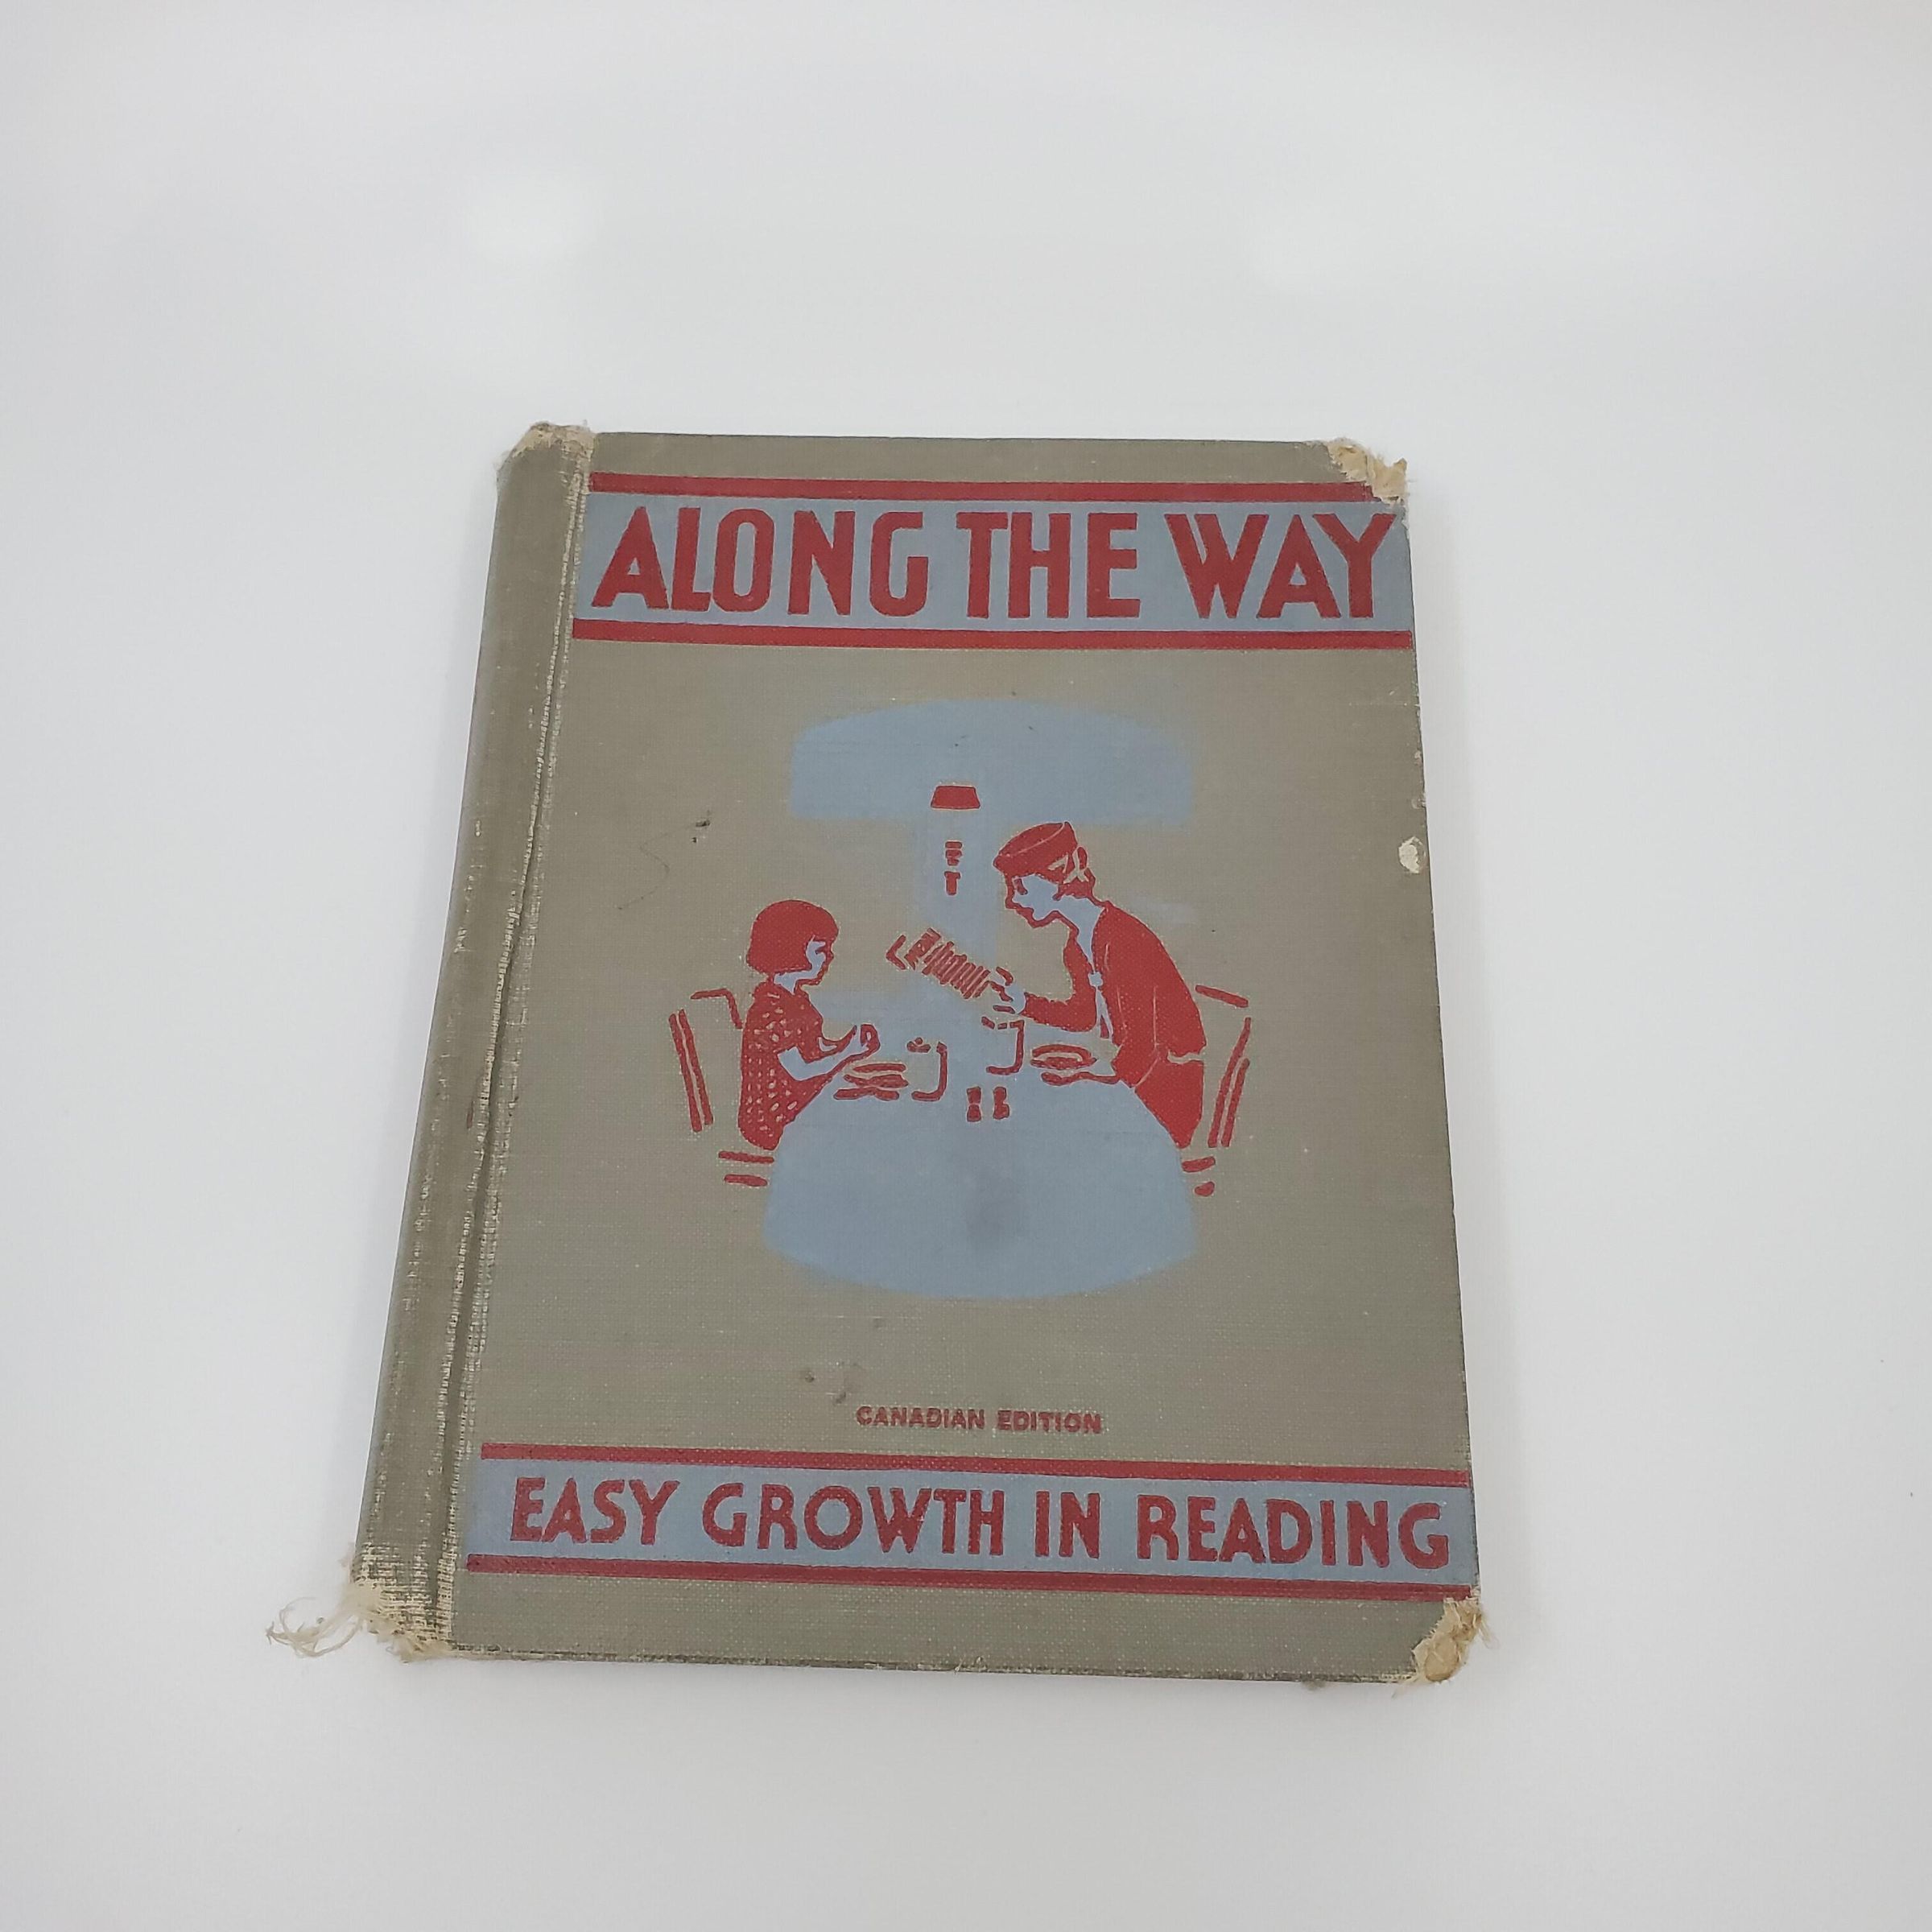 ALONG THE WAY
CANADIAN EDITION
EASY GROWTH IN READING